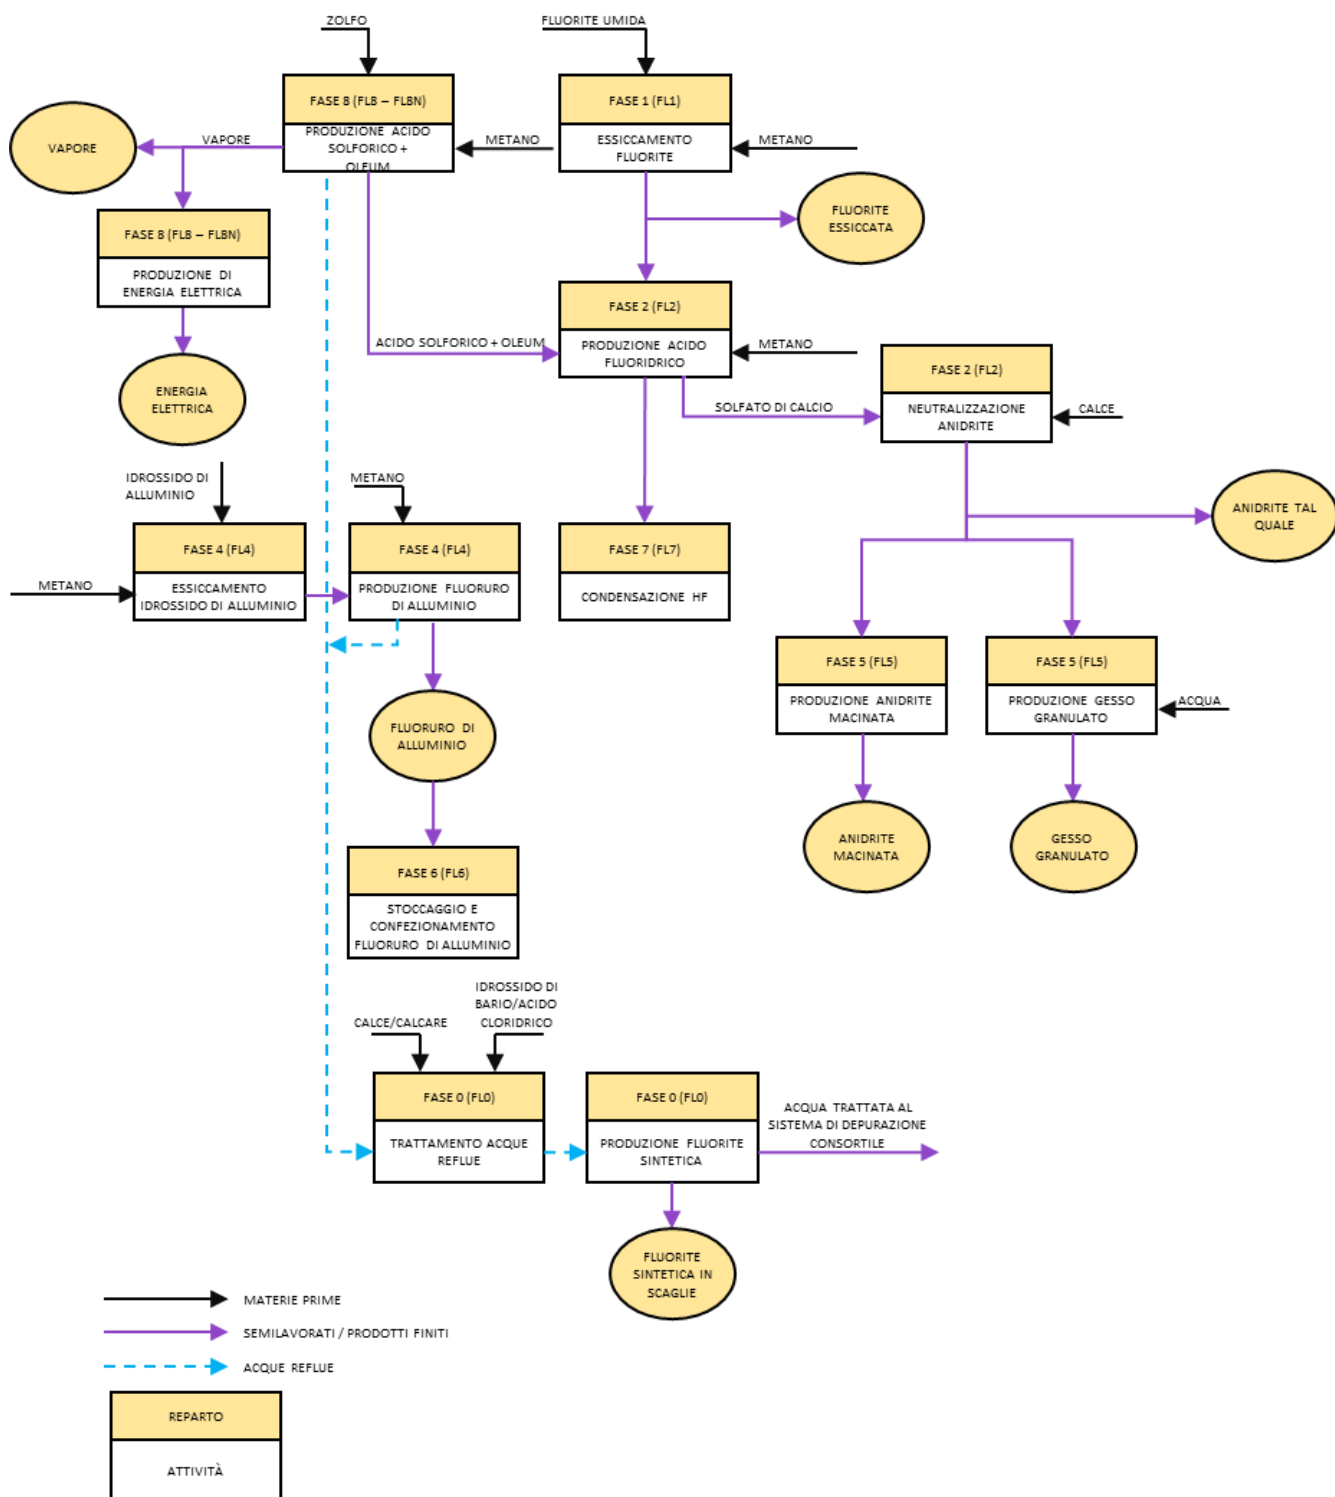 ZOLFO
FLUORITE UMIDA
FASE 8 (FL8 – FL8N)
PRODUZIONE ACIDO
SOLFORICO +
OLEUM
METANO
FASE 1 (FL1)
ESSICCAMENTO
FLUORITE
METANO
VAPORE
VAPORE
FLUORITE
ESSICCATA
FASE 8 (FL8 – FL8N)
PRODUZIONE DI
ENERGIA ELETTRICA
FASE 2 (FL2)
PRODUZIONE ACIDO
FLUORIDRICO
ACIDO SOLFORICO + OLEUM
METANO
ENERGIA
ELETTRICA
SOLFATO DI CALCIO
FASE 2 (FL2)
NEUTRALIZZAZIONE
ANIDRITE
CALCE
IDROSSIDO DI
ALLUMINIO
METANO
ANIDRITE TAL
QUALE
FASE 4 (FL4)
ESSICCAMENTO
IDROSSIDO DI ALLUMINIO
METANO
FASE 4 (FL4)
PRODUZIONE FLUORURO
DI ALLUMINIO
FASE 7 (FL7)
CONDENSAZIONE HF
FASE 5 (FL5)
PRODUZIONE ANIDRITE
MACINATA
FASE 5 (FL5)
PRODUZIONE GESSO
GRANULATO
ACQUA
FLUORURO DI
ALLUMINIO
ANIDRITE
MACINATA
GESSO
GRANULATO
FASE 6 (FL6)
STOCCAGGIO E
CONFEZIONAMENTO
FLUORURO DI ALLUMINIO
CALCE/CALCARE
IDROSSIDO DI
BARIO/ACIDO
CLORIDRICO
FASE 0 (FL0)
TRATTAMENTO ACQUE
REFLUE
FASE 0 (FL0)
PRODUZIONE FLUORITE
SINTETICA
ACQUA TRATTATA AL
SISTEMA DI DEPURAZIONE
CONSORTILE
FLUORITE
SINTETICA IN
SCAGLIE
MATERIE PRIME
SEMILAVORATI / PRODOTTI FINITI
ACQUE REFLUE
REPARTO
ATTIVITÀ